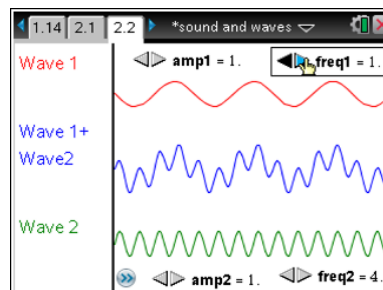 1.14 2.1 2.2 *sound and waves
Wave 1 amp1 = 1. freq1 = 1.
Wave 1+
Wave2
Wave 2
amp2 = 1. freq2 = 4.